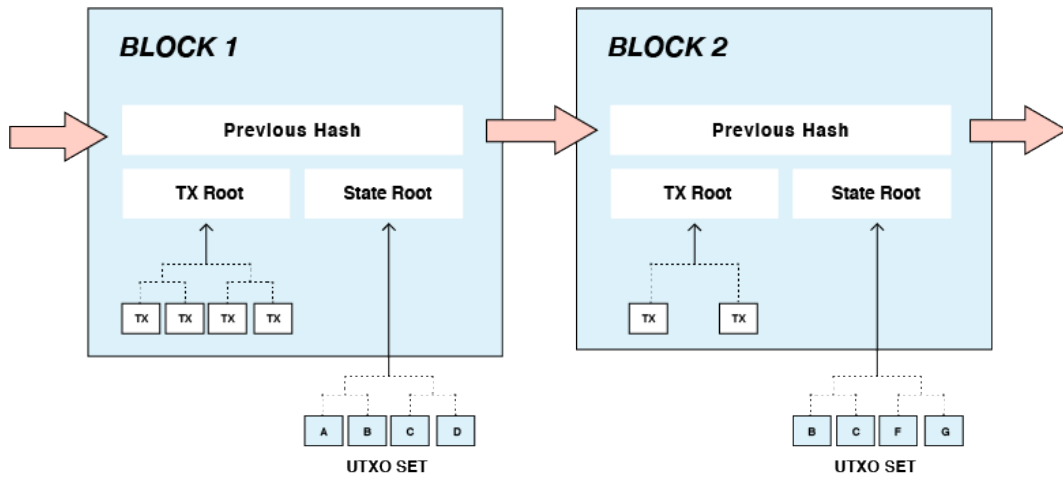 BLOCK 1
Previous Hash
TX Root
State Root
TX TX TX TX
A B C D
UTXO SET
BLOCK 2
Previous Hash
TX Root
State Root
TX TX
B C F G
UTXO SET